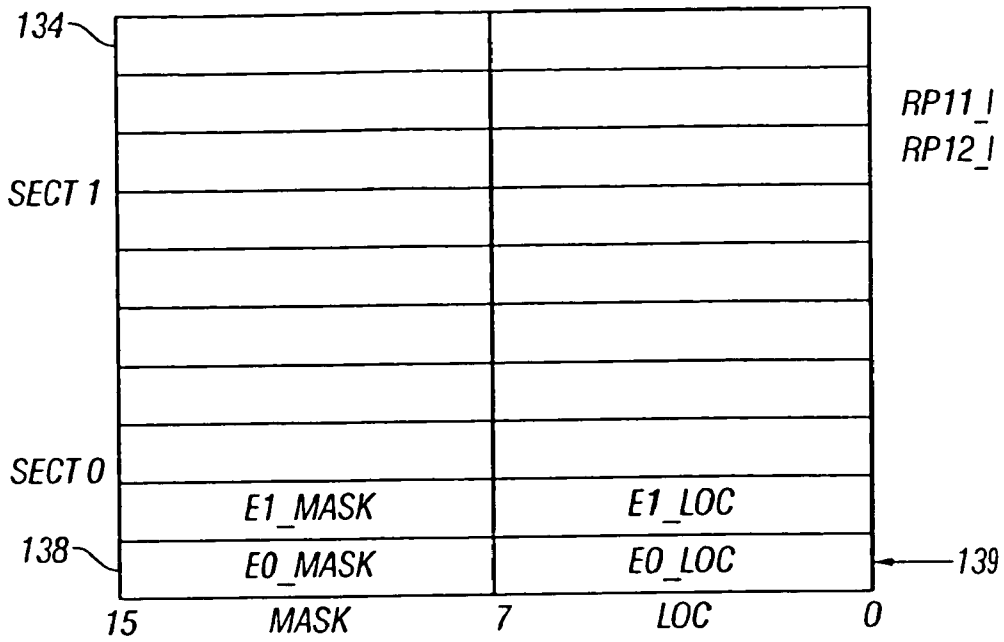 134
RP11_I
RP12_I
SECT 1
SECT 0
E1_MASK E1_LOC
138 E0_MASK E0_LOC 139
15 MASK 7 LOC 0